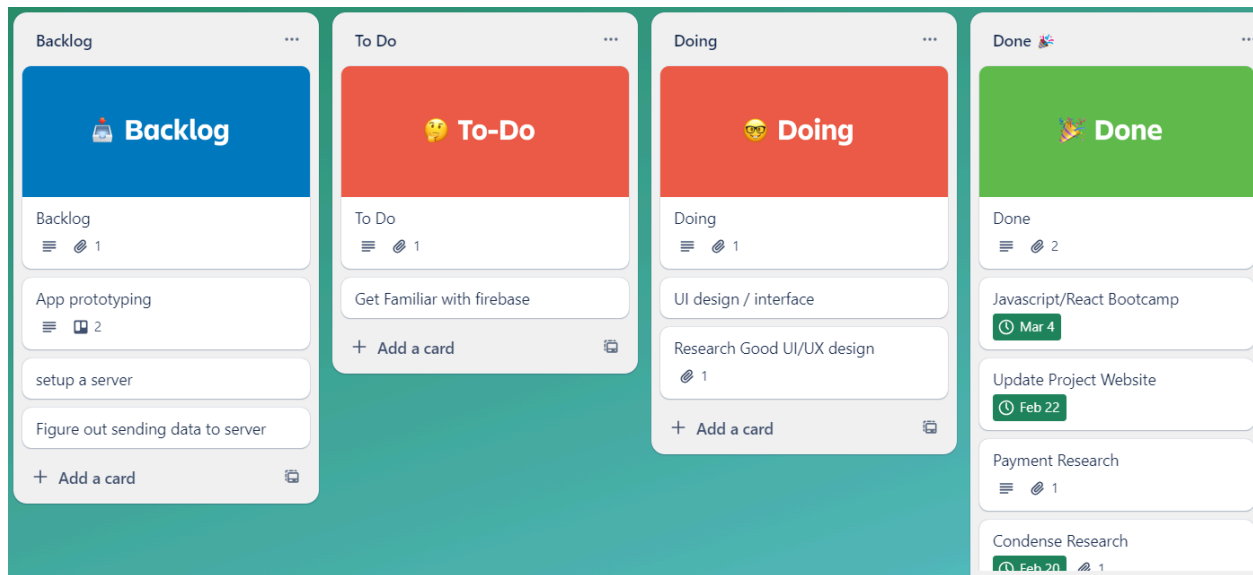 Backlog
Backlog
Backlog
1
App prototyping
2
setup a server
Figure out sending data to server
+ Add a card
To Do
To-Do
To Do
1
Get Familiar with firebase
+ Add a card
Doing
Doing
Doing
1
UI design / interface
Research Good UI/UX design
1
+ Add a card
Done
Done
Done
2
Javascript/React Bootcamp
Mar 4
Update Project Website
Feb 22
Payment Research
1
Condense Research
Feb 20 1